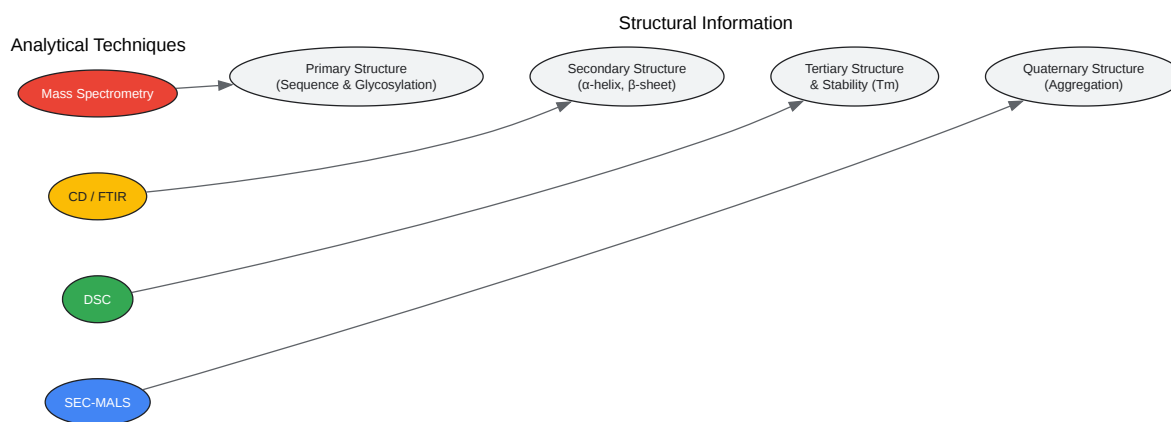 Structural Information
Analytical Techniques
Mass Spectrometry
Primary Structure
(Sequence & Glycosylation)
Secondary Structure
(α-helix, β-sheet)
Tertiary Structure
& Stability (Tm)
Quaternary Structure
(Aggregation)
CD / FTIR
DSC
SEC-MALS